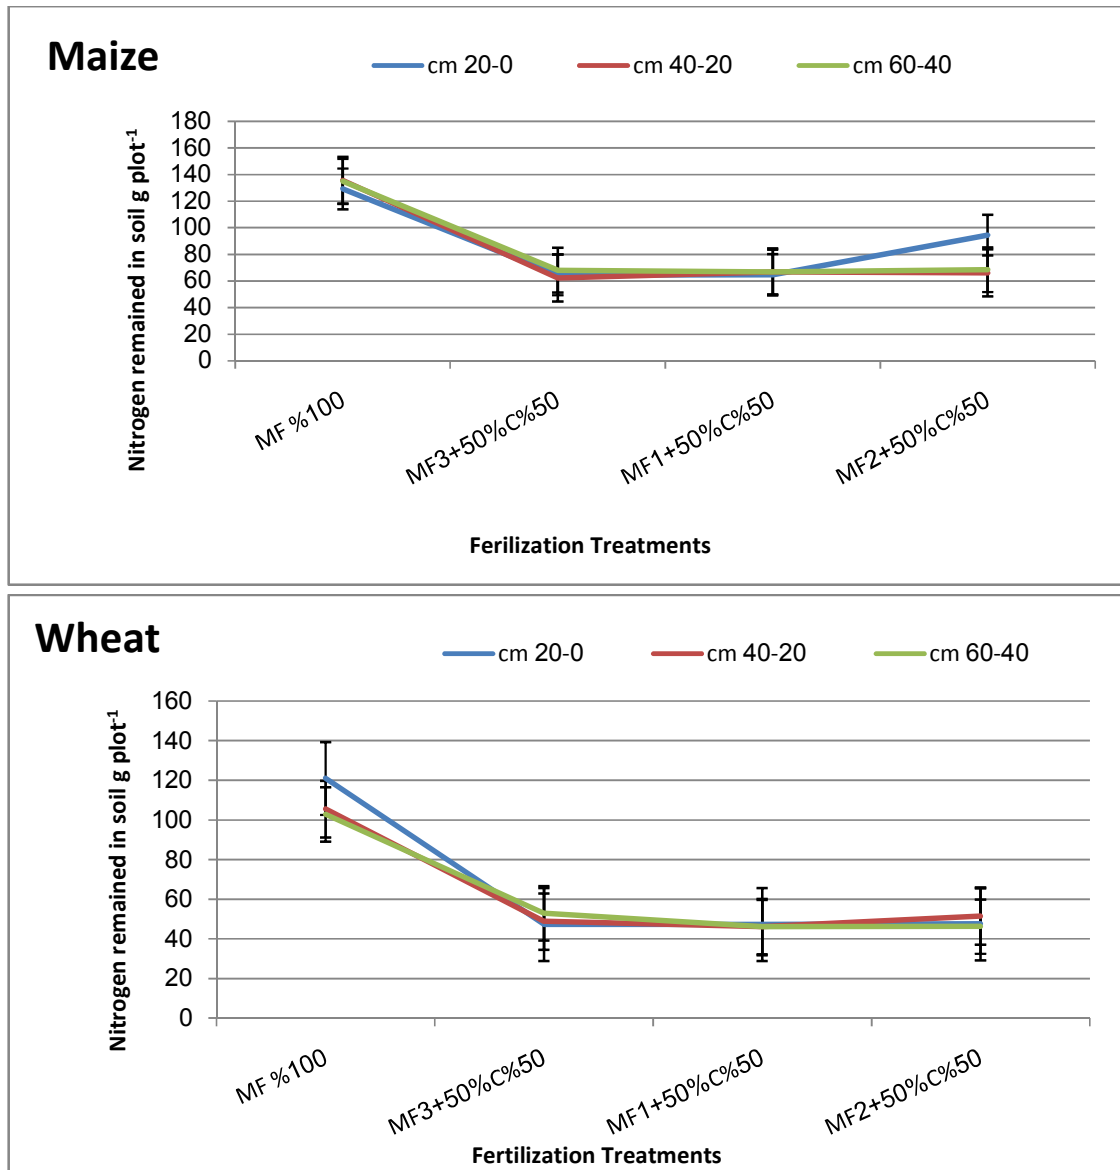 Maize
cm 20-0 cm 40-20 cm 60-40
Nitrogen remained in soil g plot⁻¹
180
160
140
120
100
80
60
40
20
0
MF %100 MF3+50%C%50 MF1+50%C%50 MF2+50%C%50
Ferilization Treatments
Wheat
cm 20-0 cm 40-20 cm 60-40
Nitrogen remained in soil g plot⁻¹
160
140
120
100
80
60
40
20
0
MF %100 MF3+50%C%50 MF1+50%C%50 MF2+50%C%50
Fertilization Treatments